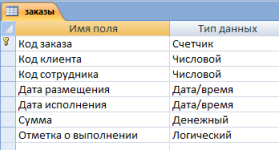 заказы
Имя поля Тип данных
Код заказа Счетчик
Код клиента Числовой
Код сотрудника Числовой
Дата размещения Дата/время
Дата исполнения Дата/время
Сумма Денежный
Отметка о выполнении Логический